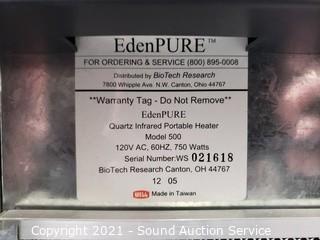 EdenPURE™
FOR ORDERING & SERVICE (800) 895-0008
Distributed by BioTech Research
7800 Whipple Ave. N.W. Canton, Ohio 44767
**Warranty Tag - Do Not Remove**
EdenPURE
Quartz Infrared Portable Heater
Model 500
120V AC, 60HZ, 750 Watts
Serial Number:WS 021618
BioTech Research Canton, OH 44767
12 05
Made in Taiwan
Copyright 2021 - Sound Auction Service